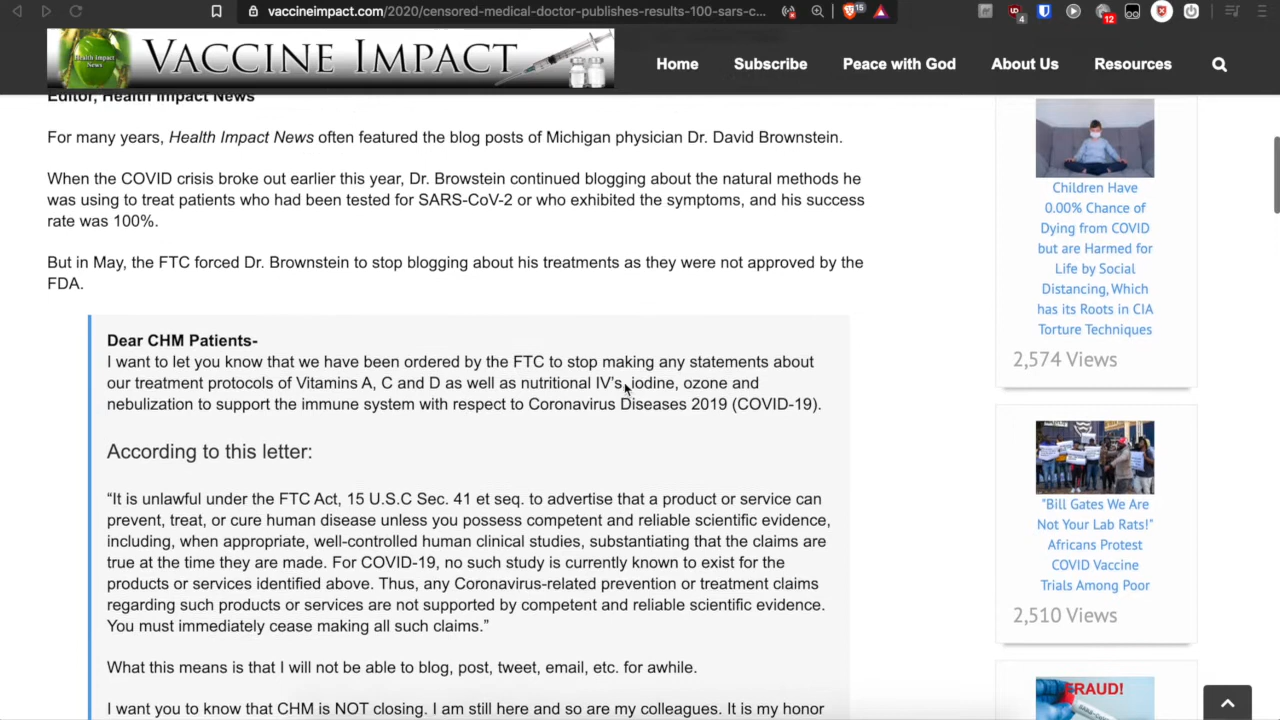 vaccineimpact.com/2020/censored-medical-doctor-publishes-results-100-sars-c...
15
4
12
Health Impact
News
VACCINE IMPACT
Home
Subscribe
Peace with God
About Us
Resources
Editor, Health Impact News
For many years, Health Impact News often featured the blog posts of Michigan physician Dr. David Brownstein.
When the COVID crisis broke out earlier this year, Dr. Browstein continued blogging about the natural methods he
was using to treat patients who had been tested for SARS-CoV-2 or who exhibited the symptoms, and his success
rate was 100%.
But in May, the FTC forced Dr. Brownstein to stop blogging about his treatments as they were not approved by the
FDA.
Dear CHM Patients-
I want to let you know that we have been ordered by the FTC to stop making any statements about
our treatment protocols of Vitamins A, C and D as well as nutritional IV's, iodine, ozone and
nebulization to support the immune system with respect to Coronavirus Diseases 2019 (COVID-19).
According to this letter:
“It is unlawful under the FTC Act, 15 U.S.C Sec. 41 et seq. to advertise that a product or service can
prevent, treat, or cure human disease unless you possess competent and reliable scientific evidence,
including, when appropriate, well-controlled human clinical studies, substantiating that the claims are
true at the time they are made. For COVID-19, no such study is currently known to exist for the
products or services identified above. Thus, any Coronavirus-related prevention or treatment claims
regarding such products or services are not supported by competent and reliable scientific evidence.
You must immediately cease making all such claims.”
What this means is that I will not be able to blog, post, tweet, email, etc. for awhile.
I want you to know that CHM is NOT closing. I am still here and so are my colleagues. It is my honor
Children Have
0.00% Chance of
Dying from COVID
but are Harmed for
Life by Social
Distancing, Which
has its Roots in CIA
Torture Techniques
2,574 Views
"Bill Gates We Are
Not Your Lab Rats!"
Africans Protest
COVID Vaccine
Trials Among Poor
2,510 Views
FRAUD!